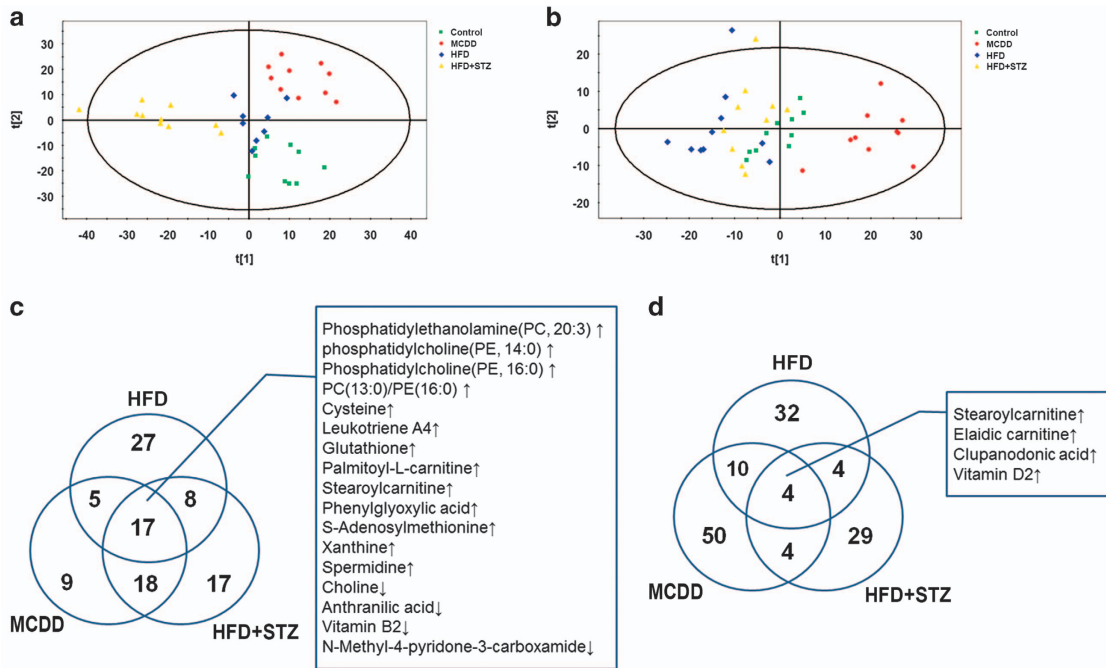 a
Control
MCDD
HFD
HFD+STZ
t[2]
30
20
10
0
-10
-20
-30
-40 -30 -20 -10 0 10 20 30 40
t[1]
b
Control
MCDD
HFD
HFD+STZ
t[2]
20
10
0
-10
-20
-30 -20 -10 0 10 20 30
t[1]
c
HFD
27
5
8
17
9
18
17
MCDD
HFD+STZ
Phosphatidylethanolamine(PC, 20:3) ↑
phosphatidylcholine(PE, 14:0) ↑
Phosphatidylcholine(PE, 16:0) ↑
PC(13:0)/PE(16:0) ↑
Cysteine↑
Leukotriene A4↑
Glutathione↑
Palmitoyl-L-carnitine↑
Stearoylcarnitine↑
Phenylglyoxylic acid↑
S-Adenosylmethionine↑
Xanthine↑
Spermidine↑
Choline↓
Anthranilic acid↓
Vitamin B2↓
N-Methyl-4-pyridone-3-carboxamide↓
d
HFD
32
10
4
4
50
4
29
MCDD
HFD+STZ
Stearoylcarnitine↑
Elaidic carnitine↑
Clupanodonic acid↑
Vitamin D2↑